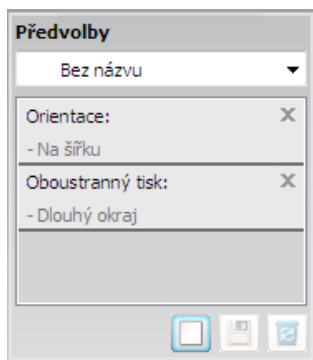 Předvolby
Bez názvu
Orientace:
- Na šířku
Oboustranný tisk:
- Dlouhý okraj